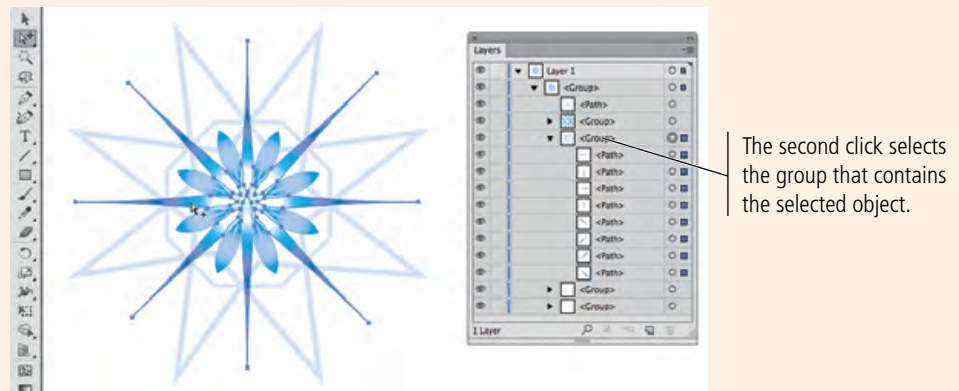 Layers
Layer 1
<Group>
<Path>
<Group>
<Group>
<Path>
<Path>
<Path>
<Path>
<Path>
<Path>
<Path>
<Path>
<Group>
<Group>
1 Layer
The second click selects
the group that contains
the selected object.